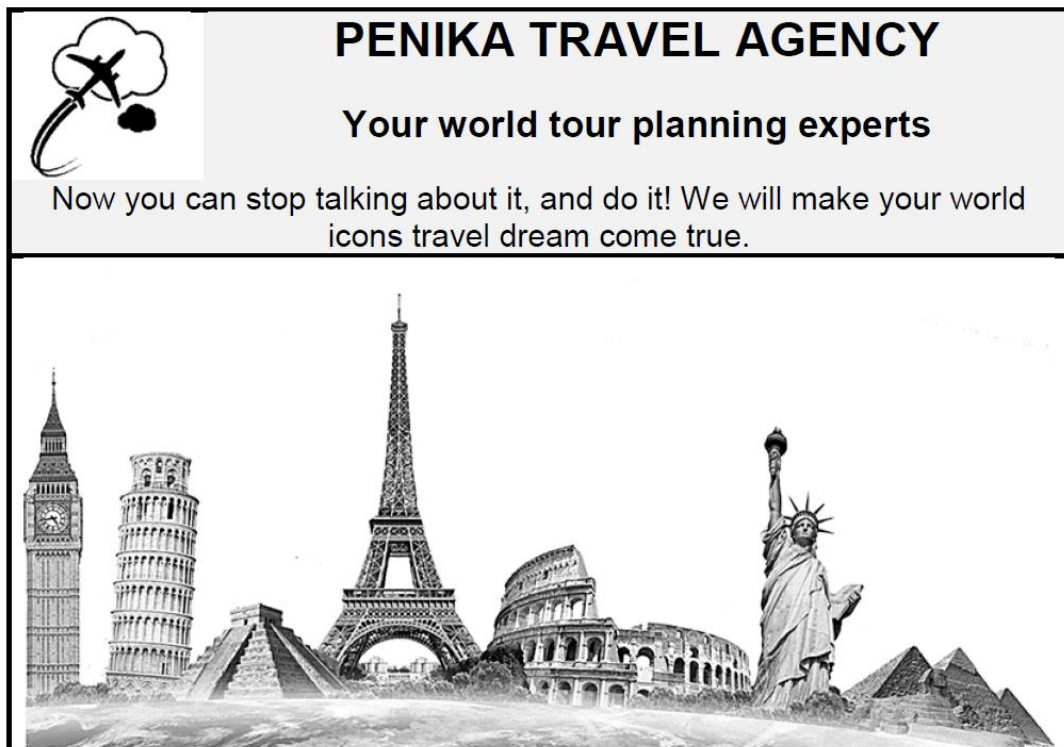 PENIKA TRAVEL AGENCY
Your world tour planning experts
Now you can stop talking about it, and do it! We will make your world
icons travel dream come true.